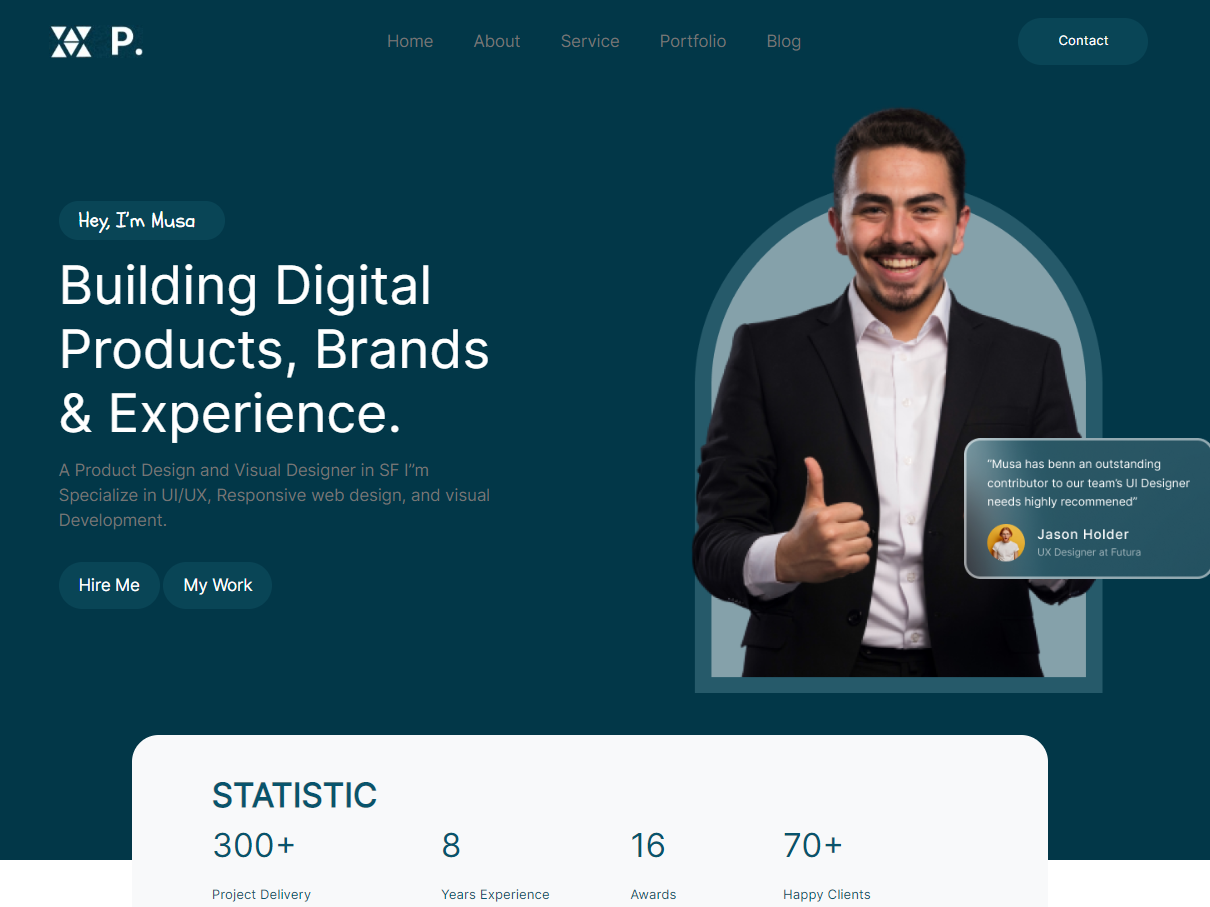 P.
Home About Service Portfolio Blog
Contact
Hey, I'm Musa
Building Digital
Products, Brands
& Experience.
A Product Design and Visual Designer in SF I"m
Specialize in UI/UX, Responsive web design, and visual
Development.
Hire Me My Work
"Musa has benn an outstanding
contributor to our team's UI Designer
needs highly recommened"
Jason Holder
UX Designer at Futura
STATISTIC
300+ 8 16 70+
Project Delivery Years Experience Awards Happy Clients